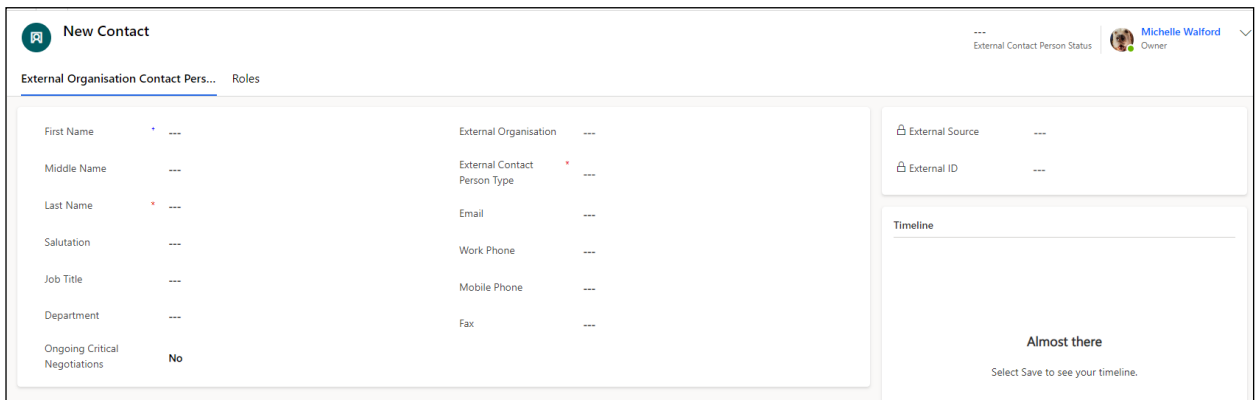 New Contact
---
External Contact Person Status
Michelle Walford
Owner
External Organisation Contact Pers...
Roles
First Name + ---
Middle Name ---
Last Name * ---
Salutation ---
Job Title ---
Department ---
Ongoing Critical
Negotiations
No
External Organisation ---
External Contact
Person Type
* ---
Email ---
Work Phone ---
Mobile Phone ---
Fax ---
External Source ---
External ID ---
Timeline
Almost there
Select Save to see your timeline.